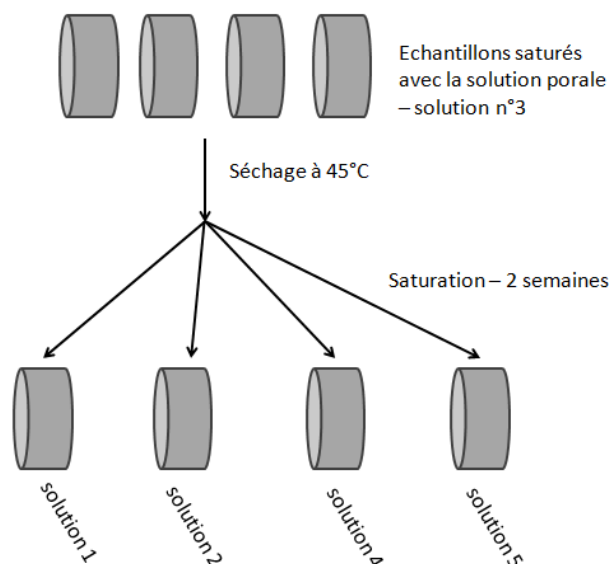 Echantillons saturés
avec la solution porale
– solution n°3
Séchage à 45°C
Saturation – 2 semaines
solution 1
solution 2
solution 4
solution 5